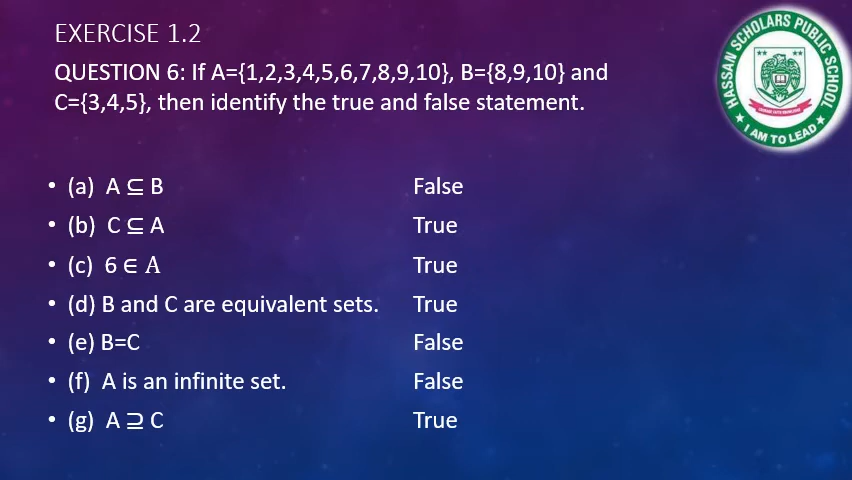 EXERCISE 1.2
QUESTION 6: If A={1,2,3,4,5,6,7,8,9,10}, B={8,9,10} and
C={3,4,5}, then identify the true and false statement.
HASSAN SCHOLARS PUBLIC SCHOOL
★ I AM TO LEAD ★
• (a) A ⊆ B False
• (b) C ⊆ A True
• (c) 6 ∈ A True
• (d) B and C are equivalent sets. True
• (e) B=C False
• (f) A is an infinite set. False
• (g) A ⊇ C True